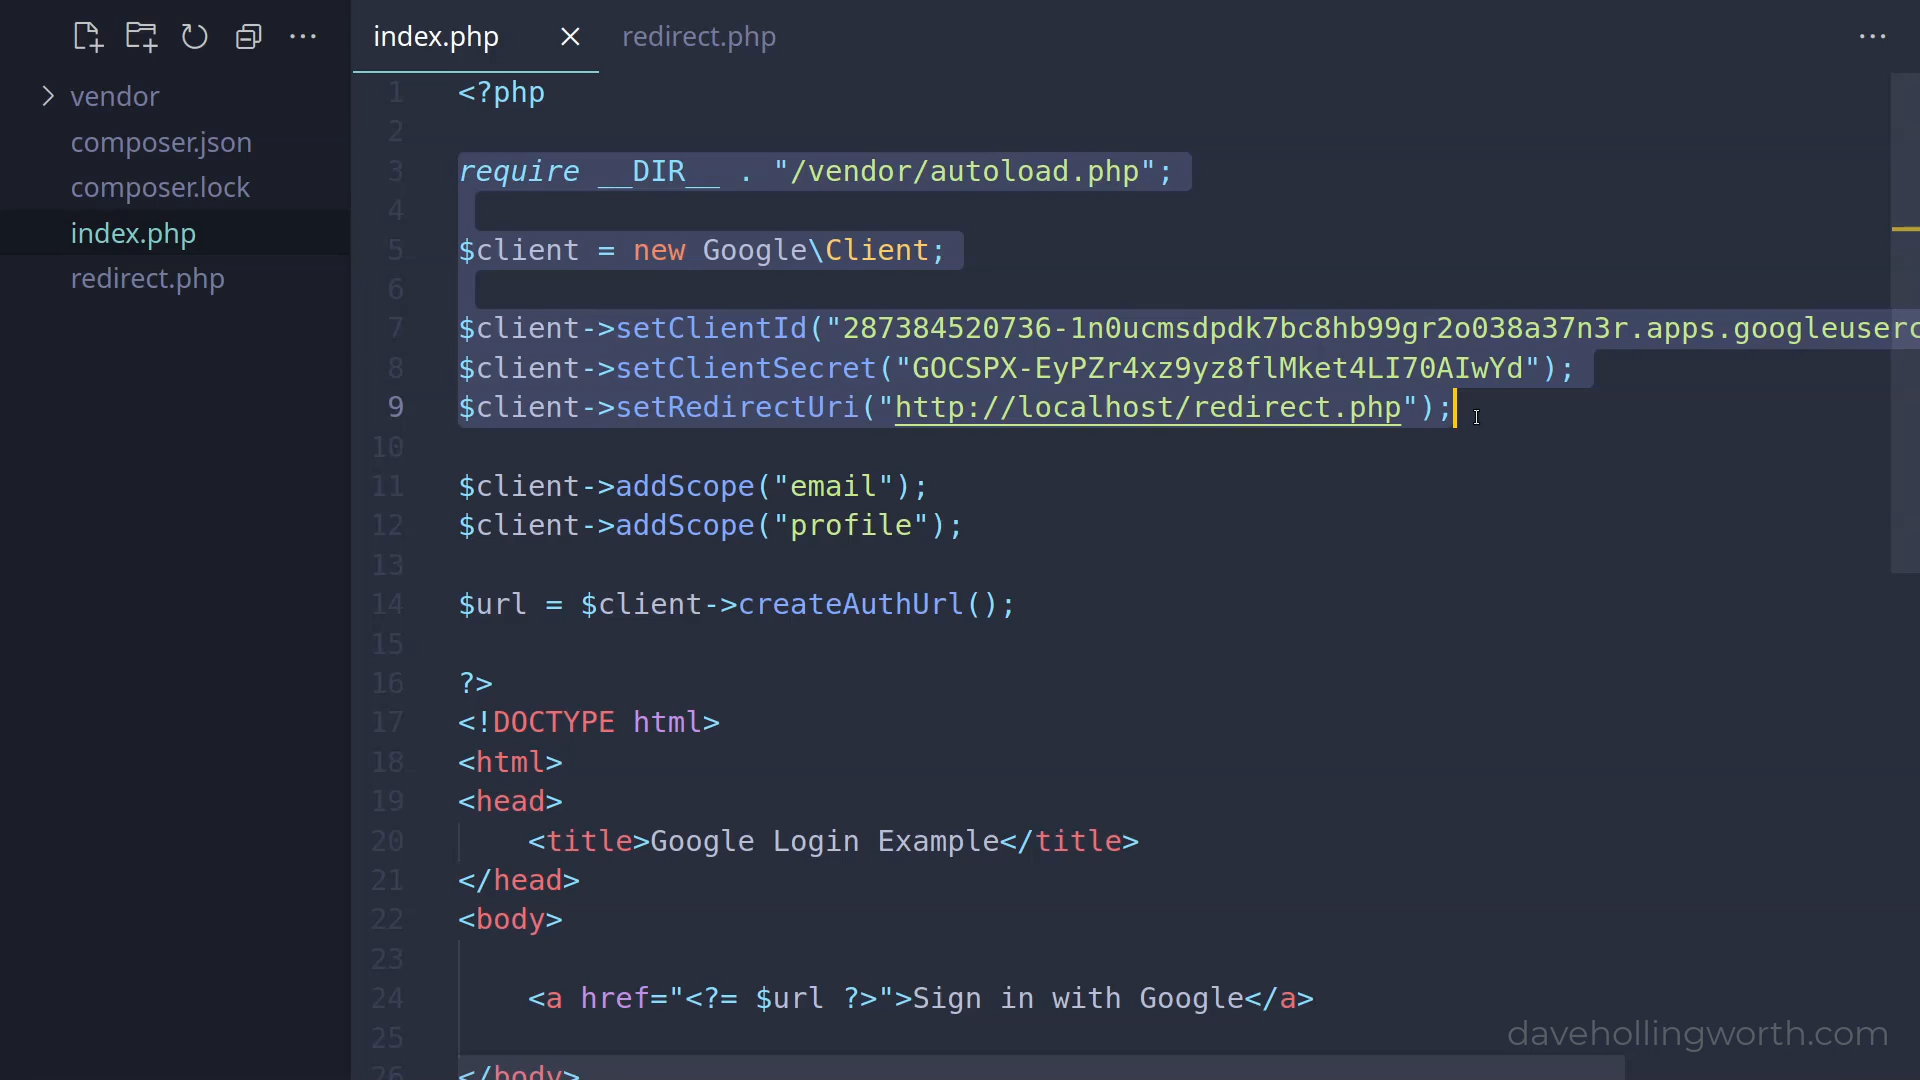 index.php
redirect.php
vendor
composer.json
composer.lock
index.php
redirect.php
1 <?php
2
3 require __DIR__ . "/vendor/autoload.php";
4
5 $client = new Google\Client;
6
7 $client->setClientId("287384520736-1n0ucmsdpdk7bc8hb99gr2o038a37n3r.apps.googleuserc
8 $client->setClientSecret("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");
9 $client->setRedirectUri("http://localhost/redirect.php");
10
11 $client->addScope("email");
12 $client->addScope("profile");
13
14 $url = $client->createAuthUrl();
15
16 ?>
17 <!DOCTYPE html>
18 <html>
19 <head>
20 <title>Google Login Example</title>
21 </head>
22 <body>
23
24 <a href="<?= $url ?>">Sign in with Google</a>
25
26 </body>
davehollingworth.com